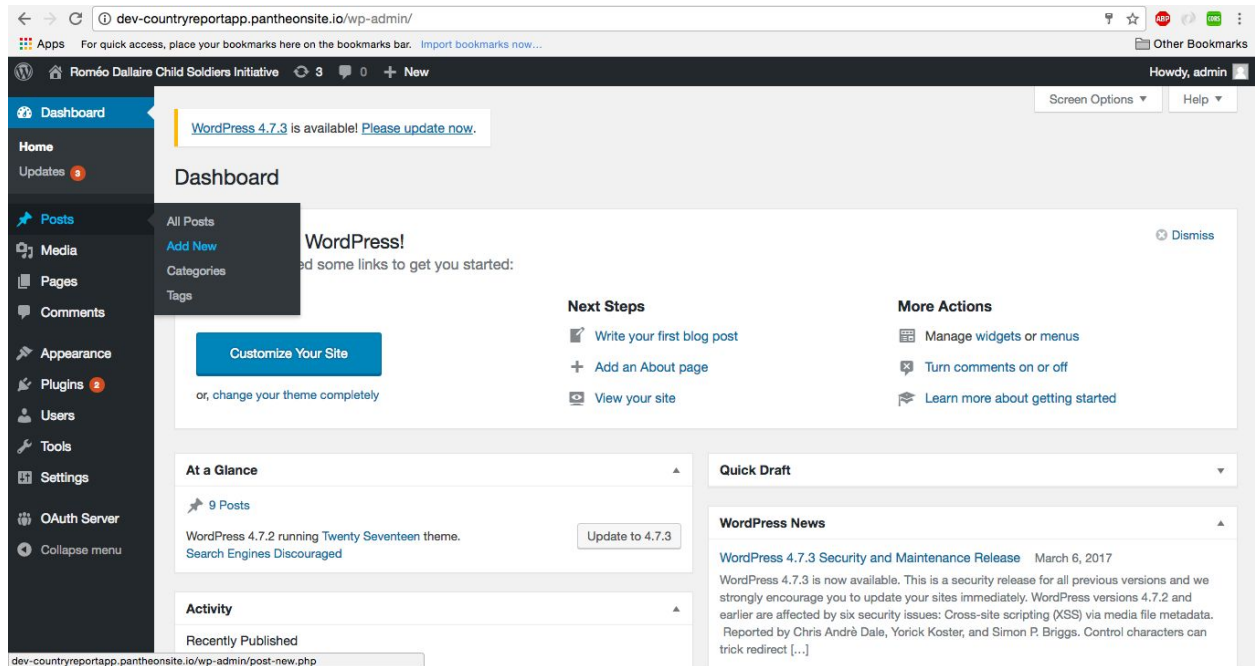 dev-countryreportapp.pantheonsite.io/wp-admin/
ABP
CORS
Apps For quick access, place your bookmarks here on the bookmarks bar. Import bookmarks now...
Other Bookmarks
Roméo Dallaire Child Soldiers Initiative 3 0 + New
Howdy, admin
Screen Options ▼
Help ▼
Dashboard
Home
Updates 3
Posts
Media
Pages
Comments
Appearance
Plugins 2
Users
Tools
Settings
OAuth Server
Collapse menu
All Posts
Add New
Categories
Tags
WordPress 4.7.3 is available! Please update now.
Dashboard
WordPress!
ed some links to get you started:
Dismiss
Customize Your Site
or, change your theme completely
Next Steps
Write your first blog post
Add an About page
View your site
More Actions
Manage widgets or menus
Turn comments on or off
Learn more about getting started
At a Glance
9 Posts
WordPress 4.7.2 running Twenty Seventeen theme.
Update to 4.7.3
Search Engines Discouraged
Activity
Recently Published
Quick Draft
WordPress News
WordPress 4.7.3 Security and Maintenance Release March 6, 2017
WordPress 4.7.3 is now available. This is a security release for all previous versions and we
strongly encourage you to update your sites immediately. WordPress versions 4.7.2 and
earlier are affected by six security issues: Cross-site scripting (XSS) via media file metadata.
Reported by Chris Andrè Dale, Yorick Koster, and Simon P. Briggs. Control characters can
trick redirect [...]
dev-countryreportapp.pantheonsite.io/wp-admin/post-new.php